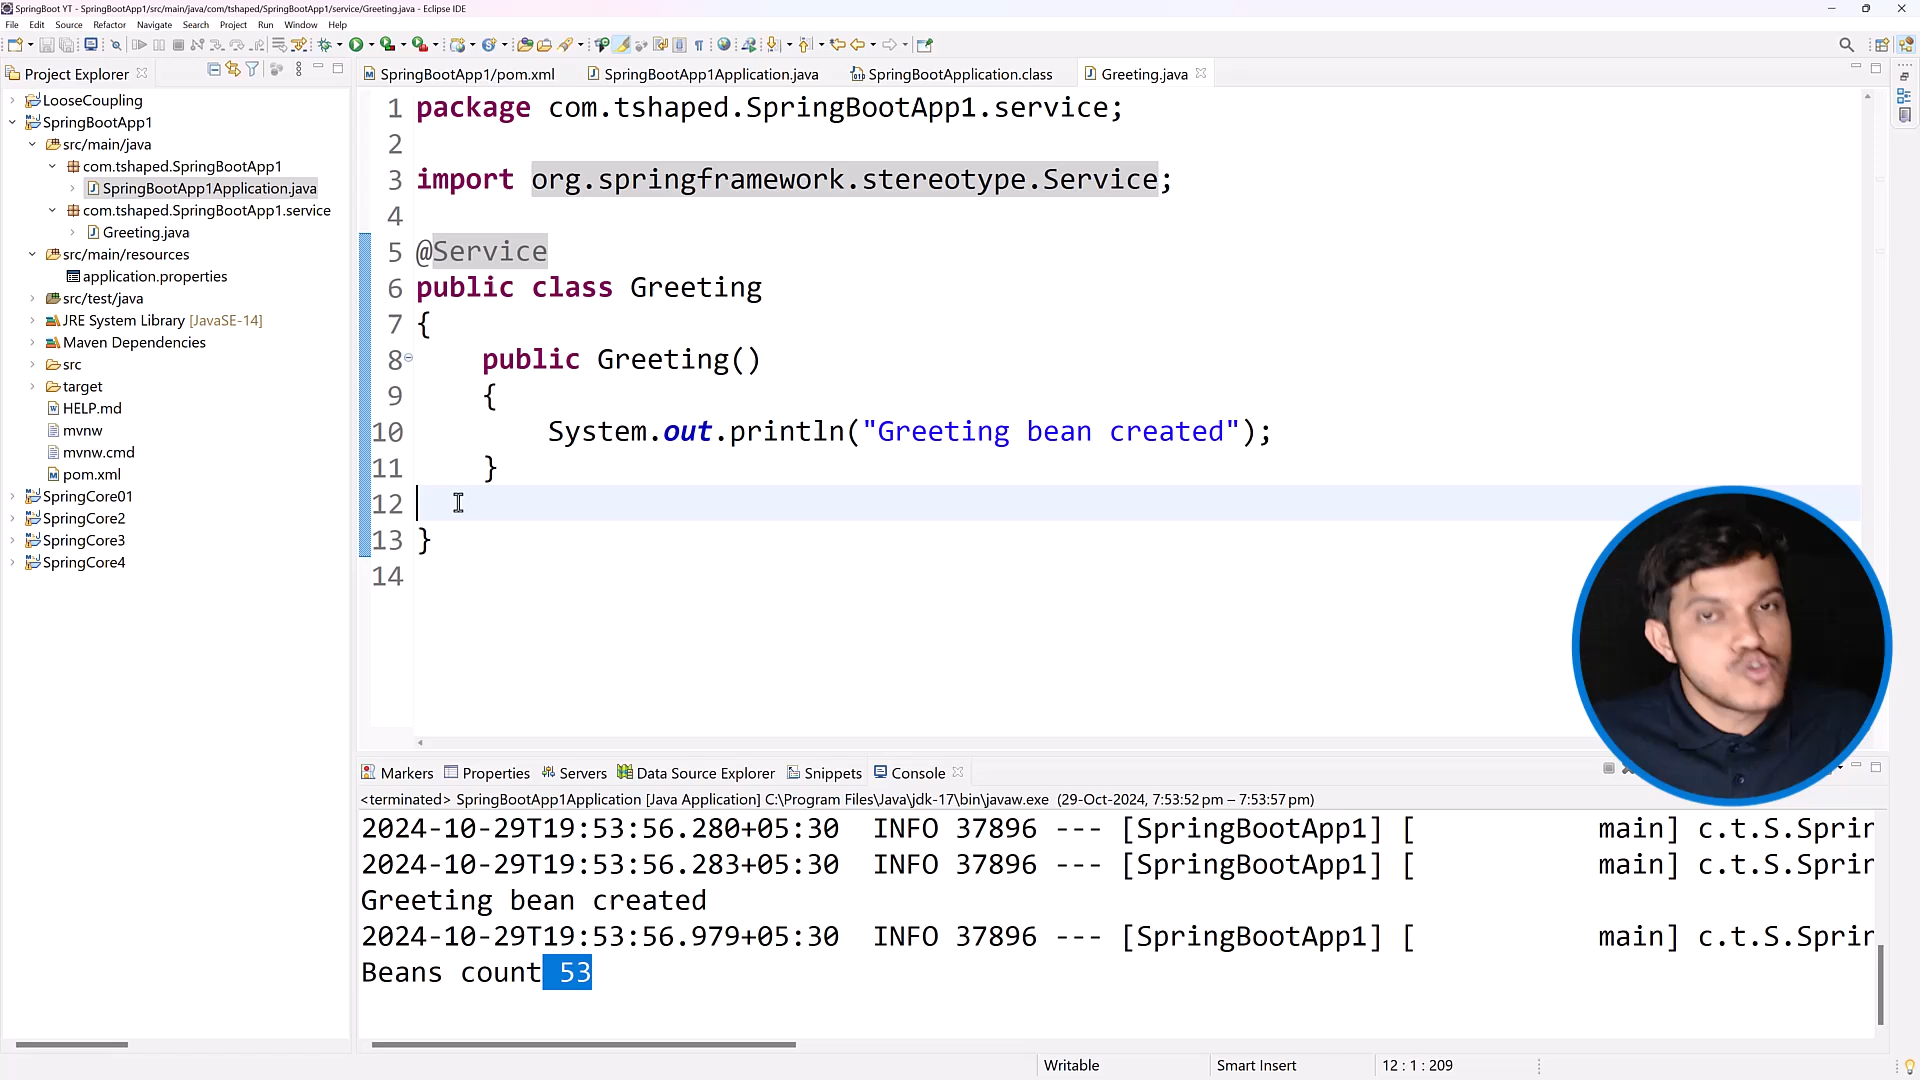 SpringBoot YT - SpringBootApp1/src/main/java/com/tshaped/SpringBootApp1/service/Greeting.java - Eclipse IDE
File Edit Source Refactor Navigate Search Project Run Window Help
Project Explorer
SpringBootApp1/pom.xml SpringBootApp1Application.java SpringBootApplication.class Greeting.java
LooseCoupling
SpringBootApp1
src/main/java
com.tshaped.SpringBootApp1
SpringBootApp1Application.java
com.tshaped.SpringBootApp1.service
Greeting.java
src/main/resources
application.properties
src/test/java
JRE System Library [JavaSE-14]
Maven Dependencies
src
target
HELP.md
mvnw
mvnw.cmd
pom.xml
SpringCore01
SpringCore2
SpringCore3
SpringCore4
1 package com.tshaped.SpringBootApp1.service;
2
3 import org.springframework.stereotype.Service;
4
5 @Service
6 public class Greeting
7 {
8 public Greeting()
9 {
10 System.out.println("Greeting bean created");
11 }
12
13 }
14
Markers Properties Servers Data Source Explorer Snippets Console
<terminated> SpringBootApp1Application [Java Application] C:\Program Files\Java\jdk-17\bin\javaw.exe (29-Oct-2024, 7:53:52 pm – 7:53:57 pm)
2024-10-29T19:53:56.280+05:30 INFO 37896 --- [SpringBootApp1] [ main] c.t.S.Sprin
2024-10-29T19:53:56.283+05:30 INFO 37896 --- [SpringBootApp1] [ main] c.t.S.Sprin
Greeting bean created
2024-10-29T19:53:56.979+05:30 INFO 37896 --- [SpringBootApp1] [ main] c.t.S.Sprin
Beans count 53
Writable Smart Insert 12 : 1 : 209